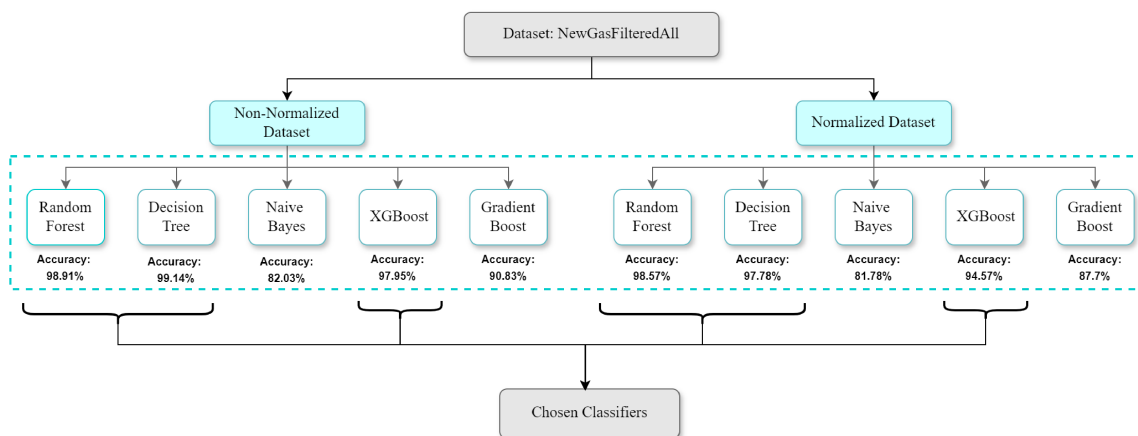 Dataset: NewGasFilteredAll
Non-Normalized
Dataset
Normalized Dataset
Random
Forest
Decision
Tree
Naive
Bayes
XGBoost
Gradient
Boost
Random
Forest
Decision
Tree
Naive
Bayes
XGBoost
Gradient
Boost
Accuracy:
98.91%
Accuracy:
99.14%
Accuracy:
82.03%
Accuracy:
97.95%
Accuracy:
90.83%
Accuracy:
98.57%
Accuracy:
97.78%
Accuracy:
81.78%
Accuracy:
94.57%
Accuracy:
87.7%
Chosen Classifiers